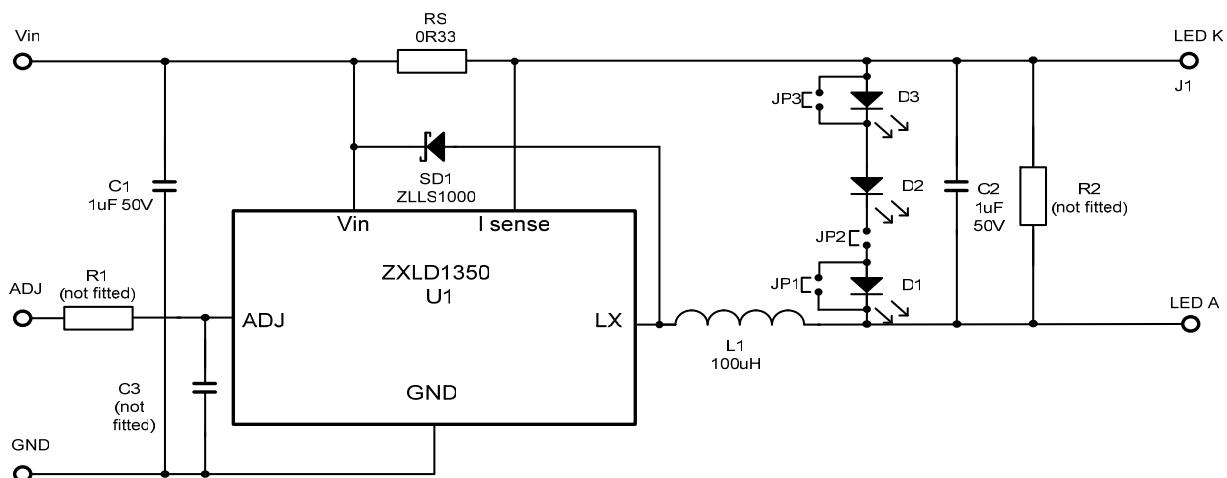 Vin
RS
0R33
LED K
J1
JP3
D3
SD1
ZLLS1000
C1
1uF 50V
D2
C2
1uF
50V
R2
(not fitted)
Vin
I sense
JP2
ZXLD1350
U1
R1
(not fitted)
ADJ
JP1
D1
LED A
ADJ
LX
L1
100uH
C3
(not
fitted)
GND
GND